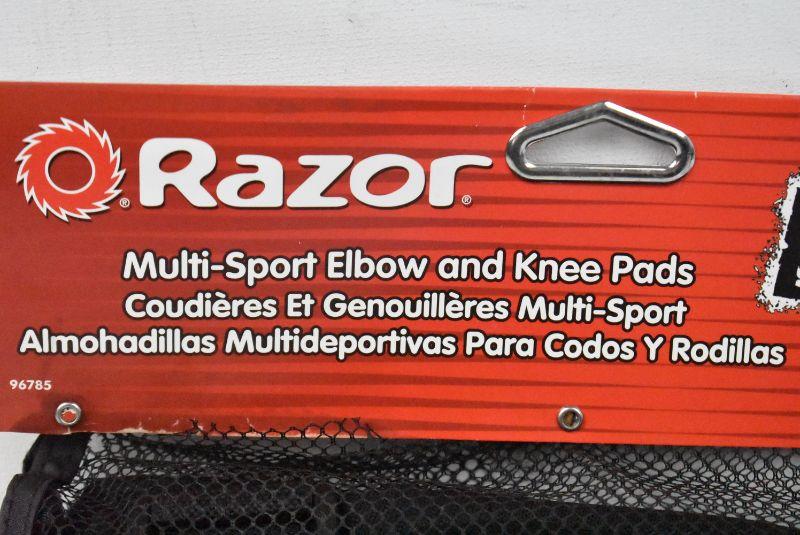 Razor®
Multi-Sport Elbow and Knee Pads
Coudières Et Genouillères Multi-Sport
Almohadillas Multideportivas Para Codos Y Rodillas
96785